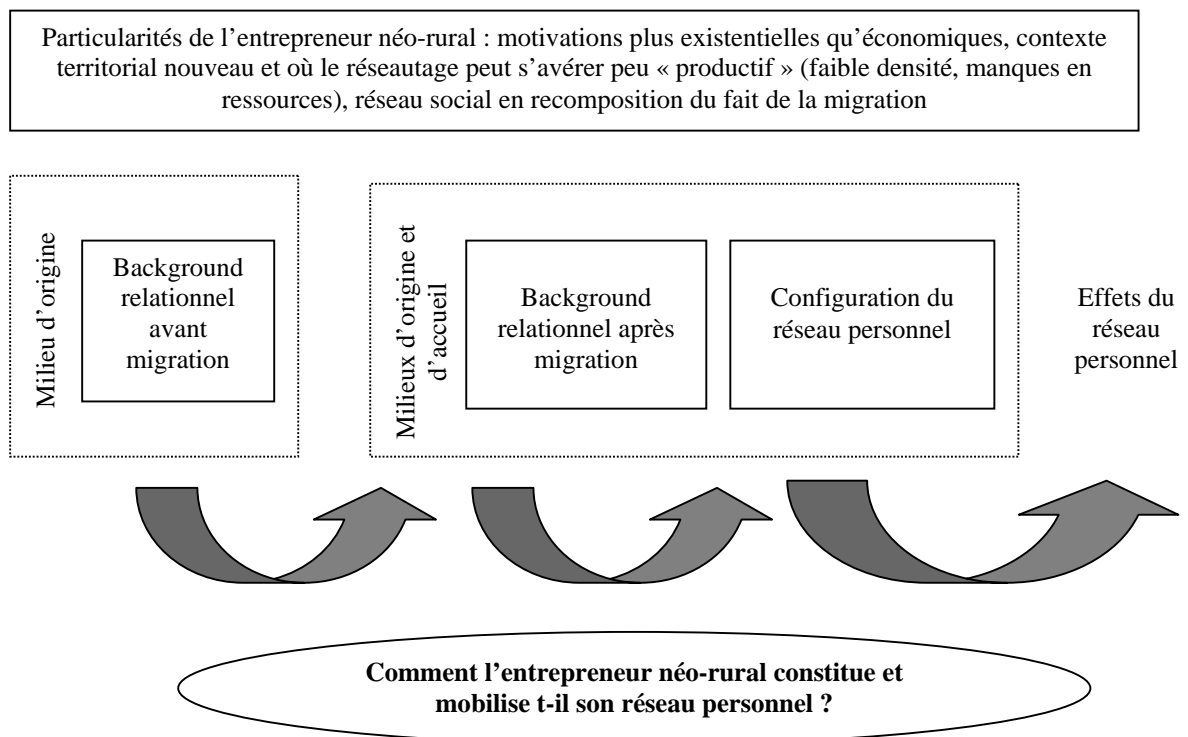 Particularités de l’entrepreneur néo-rural : motivations plus existentielles qu’économiques, contexte
territorial nouveau et où le réseautage peut s’avérer peu « productif » (faible densité, manques en
ressources), réseau social en recomposition du fait de la migration
Milieu d’origine
Background
relationnel
avant
migration
Milieux d’origine et
d’accueil
Background
relationnel après
migration
Configuration du
réseau personnel
Effets du
réseau
personnel
Comment l’entrepreneur néo-rural constitue et
mobilise t-il son réseau personnel ?